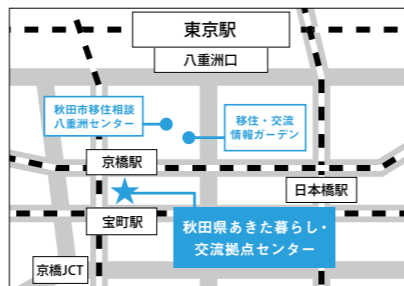 東京駅
八重洲口
秋田市移住相談
八重洲センター
移住・交流
情報ガーデン
京橋駅
日本橋駅
宝町駅
秋田県あきた暮らし・
交流拠点センター
京橋JCT